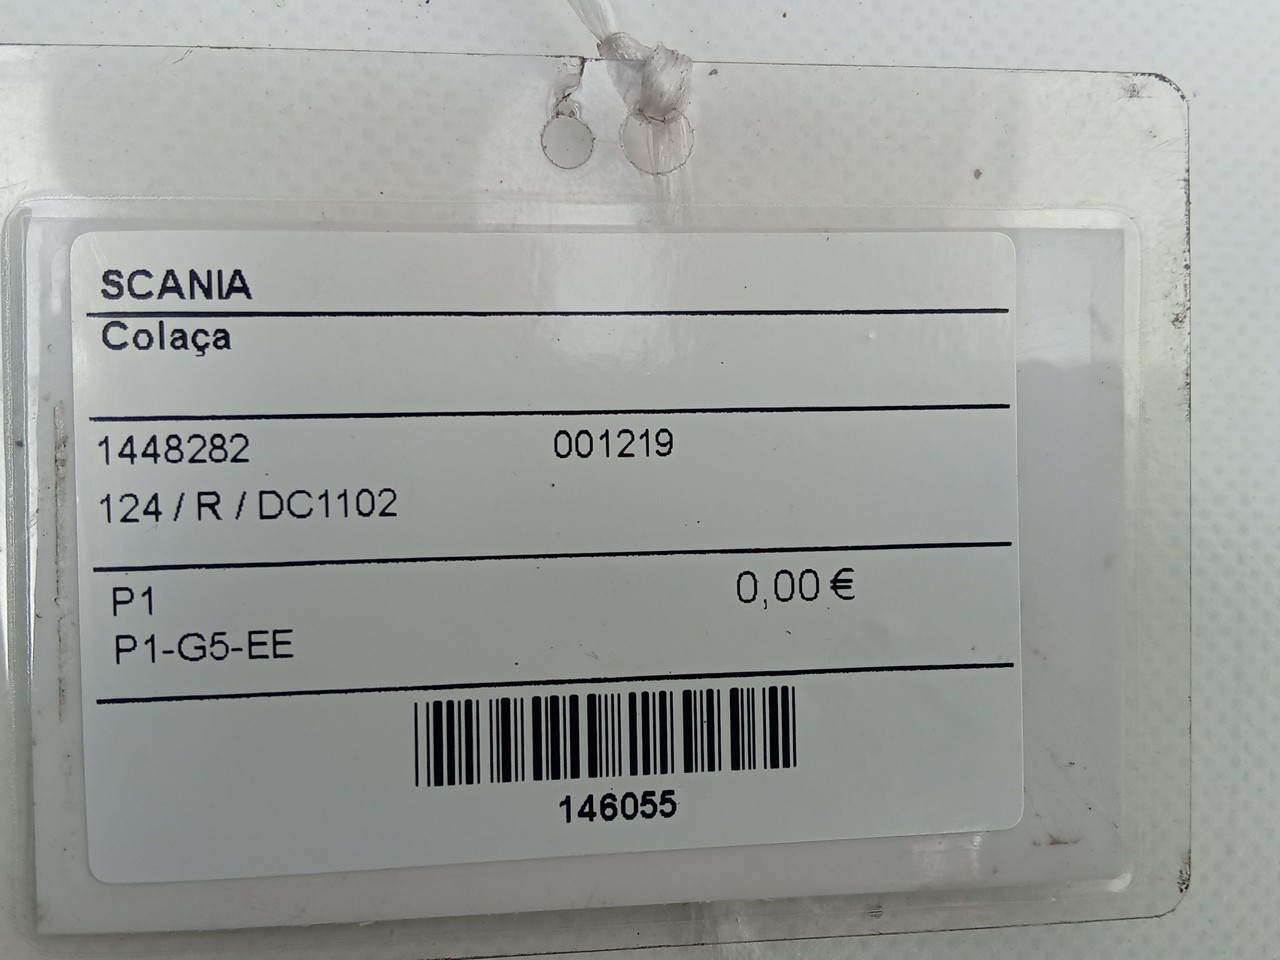 SCANIA
Colaça
1448282 001219
124 / R / DC1102
P1 0,00 €
P1-G5-EE
146055